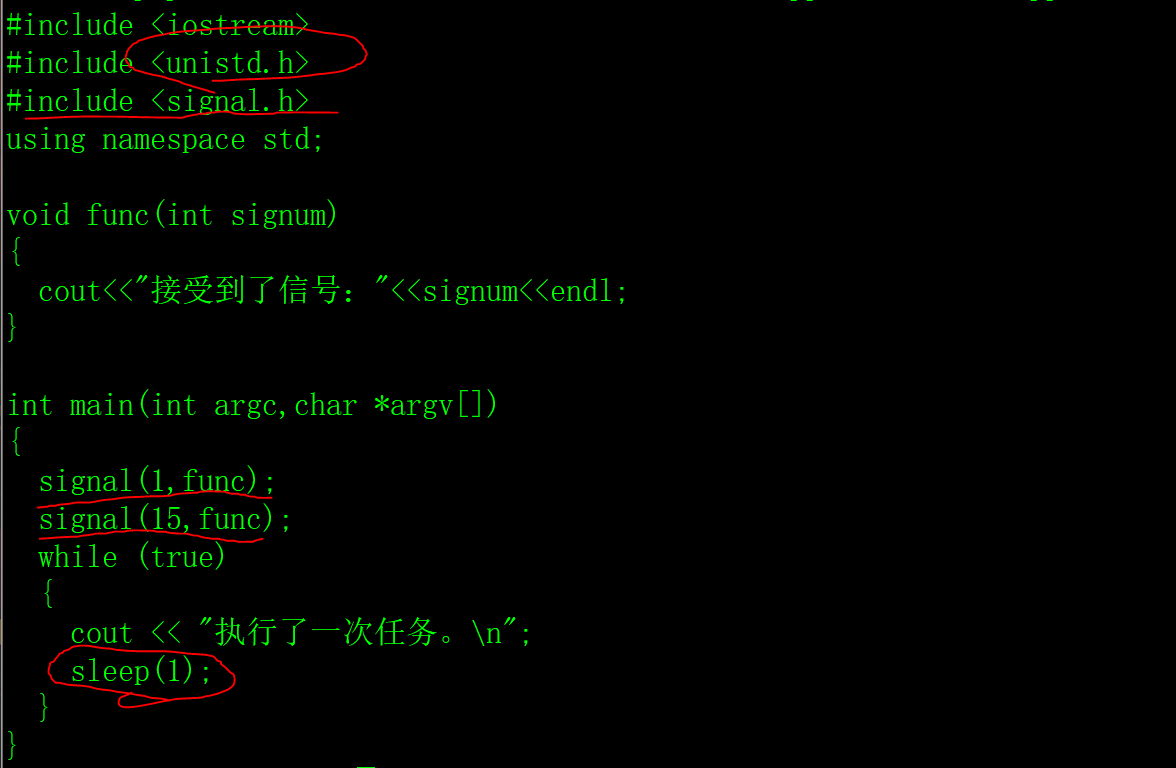 #include <iostream>
#include <unistd.h>
#include <signal.h>
using namespace std;
void func(int signum)
{
cout<<"接受到了信号："<<signum<<endl;
}
int main(int argc,char *argv[])
{
signal(1,func);
signal(15,func);
while (true)
{
cout << "执行了一次任务。\n";
sleep(1);
}
}